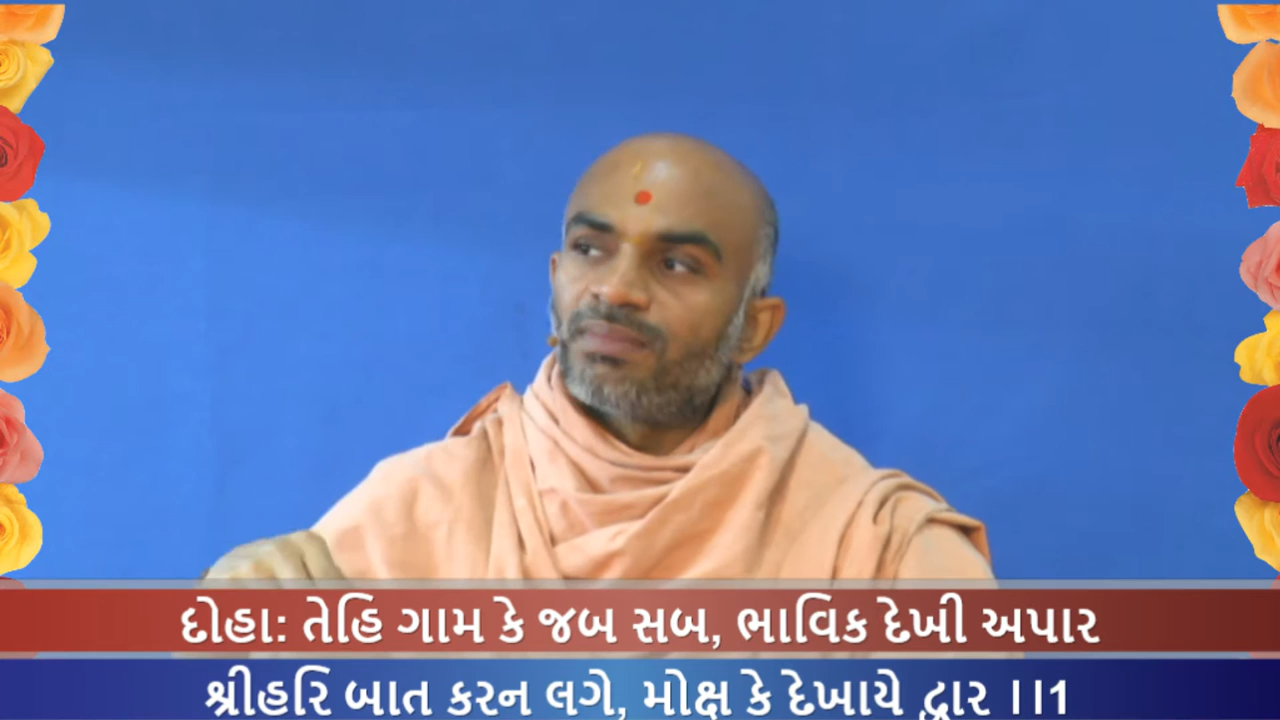 દોહા: તેહિ ગામ કે જબ સબ, ભાવિક દેખી અપાર
શ્રીહરિ બાત કરન લગે, મોક્ષ કે દેખાયે દ્વાર ।।1